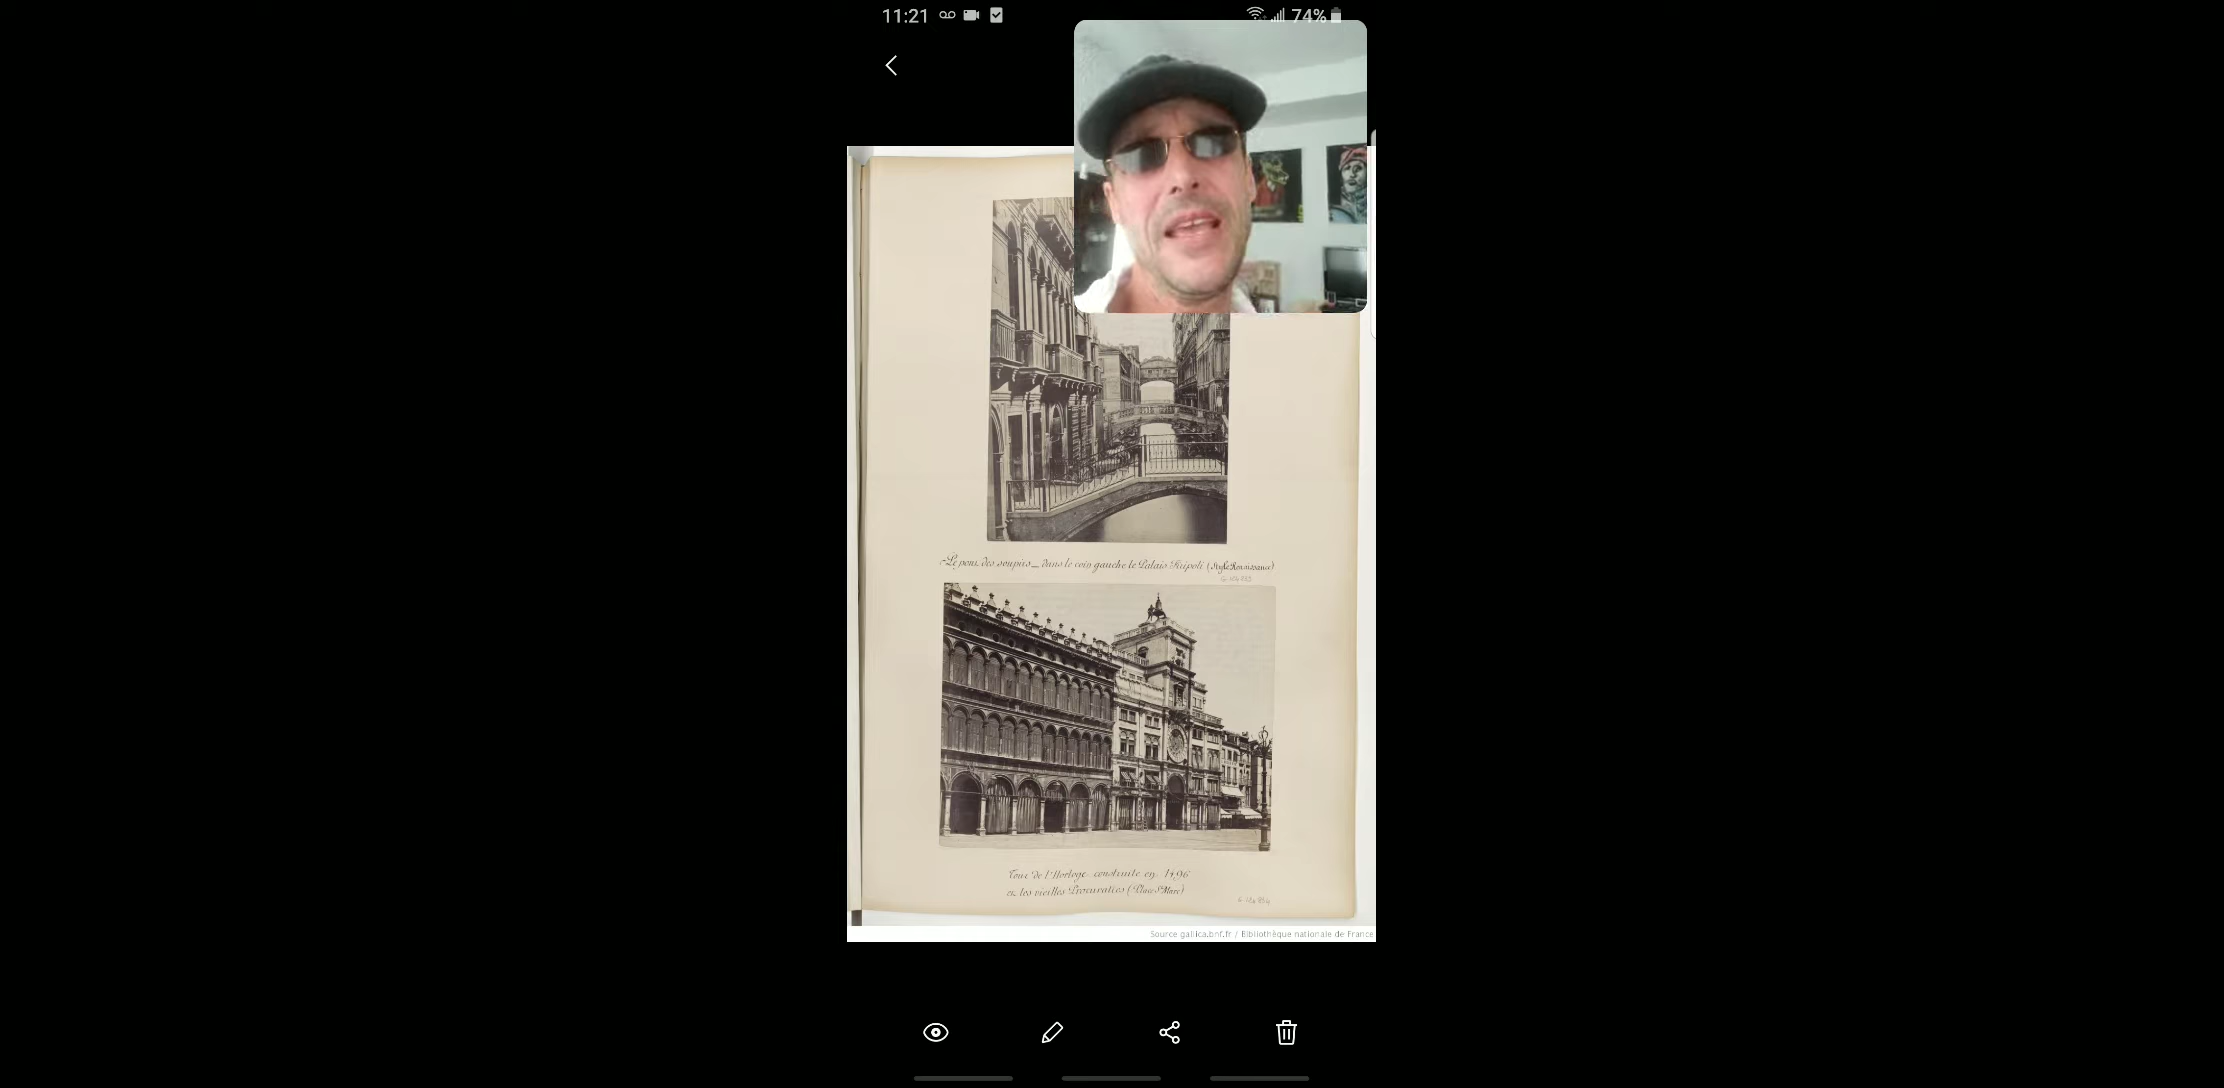 11:21
74%
Le pont des soupirs _ dans le coin gauche le Palais (Style Renaissance)
Tour de l'Horloge construite en 1496
et les vieilles Procuraties (Place St Marc)
Source gallica.bnf.fr / Bibliothèque nationale de France